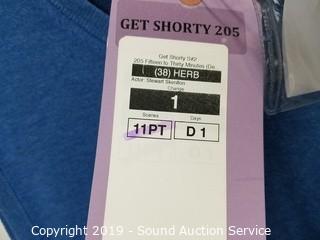 GET SHORTY 205
Get Shorty S#2
205 Fifteen to Thirty Minutes (De
(38) HERB
Actor: Stewart Skelton
Change
1
Scenes Days
11PT D 1
Copyright 2019 - Sound Auction Service